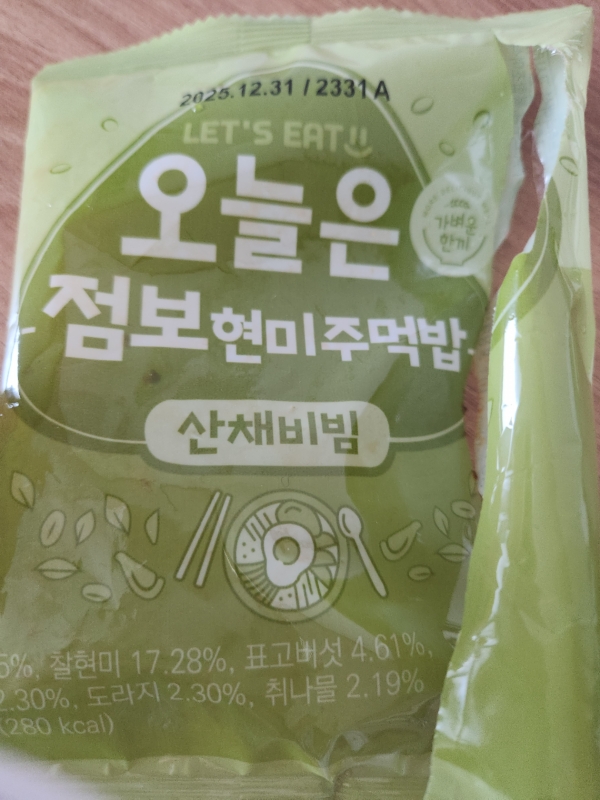 2025.12.31 / 2331 A
LET'S EAT!!
오늘은
가벼운
한끼
점보현미주먹밥
산채비빔
5%, 찰현미 17.28%, 표고버섯 4.61%,
2.30%, 도라지 2.30%, 취나물 2.19%
(280 kcal)